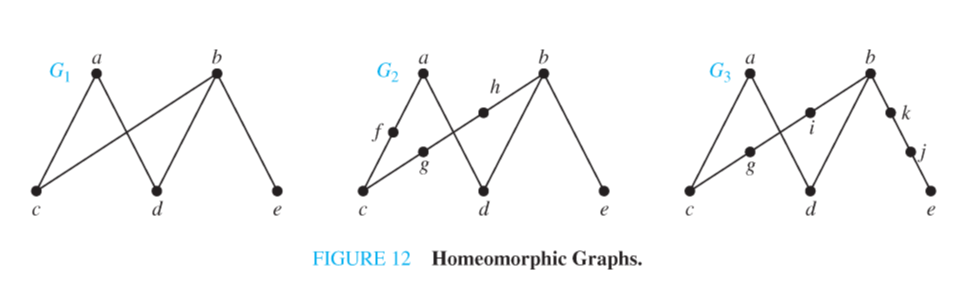 G1 a b G2 a b G3 a b
h
f k
g i j
g
c d e c d e c d e
FIGURE 12 Homeomorphic Graphs.